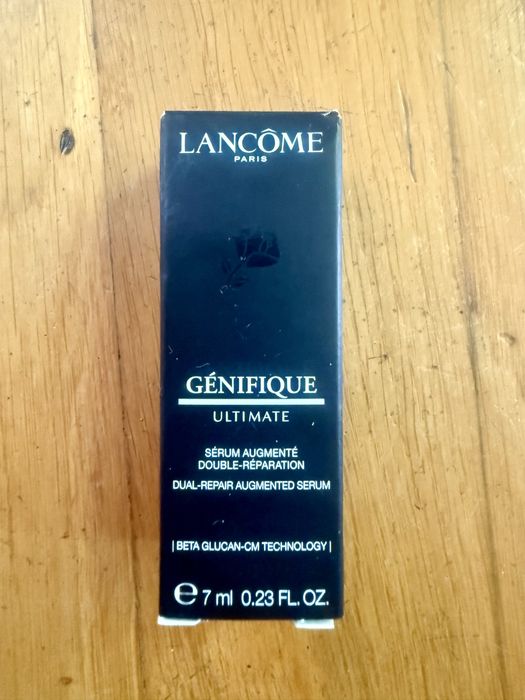 LANCÔME
PARIS
GÉNIFIQUE
ULTIMATE
SÉRUM AUGMENTÉ
DOUBLE-RÉPARATION
DUAL-REPAIR AUGMENTED SERUM
| BETA GLUCAN-CM TECHNOLOGY |
℮ 7 ml 0.23 FL. OZ.